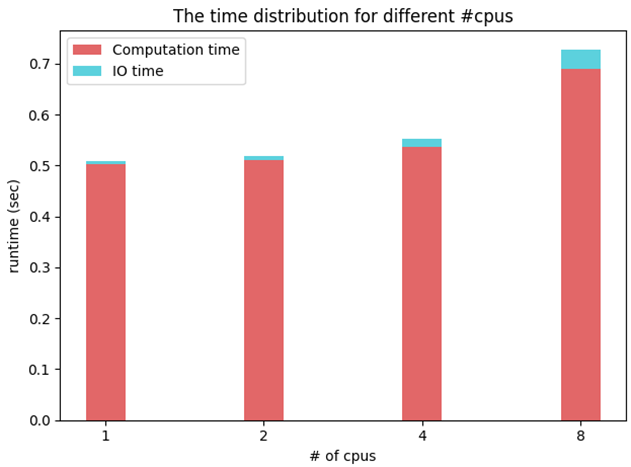 The time distribution for different #cpus
Computation time
IO time
0.7
0.6
0.5
0.4
0.3
0.2
0.1
0.0
runtime (sec)
1 2 4 8
# of cpus